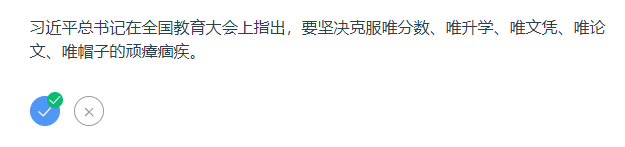 习近平总书记在全国教育大会上指出，要坚决克服唯分数、唯升学、唯文凭、唯论
文、唯帽子的顽瘴痼疾。